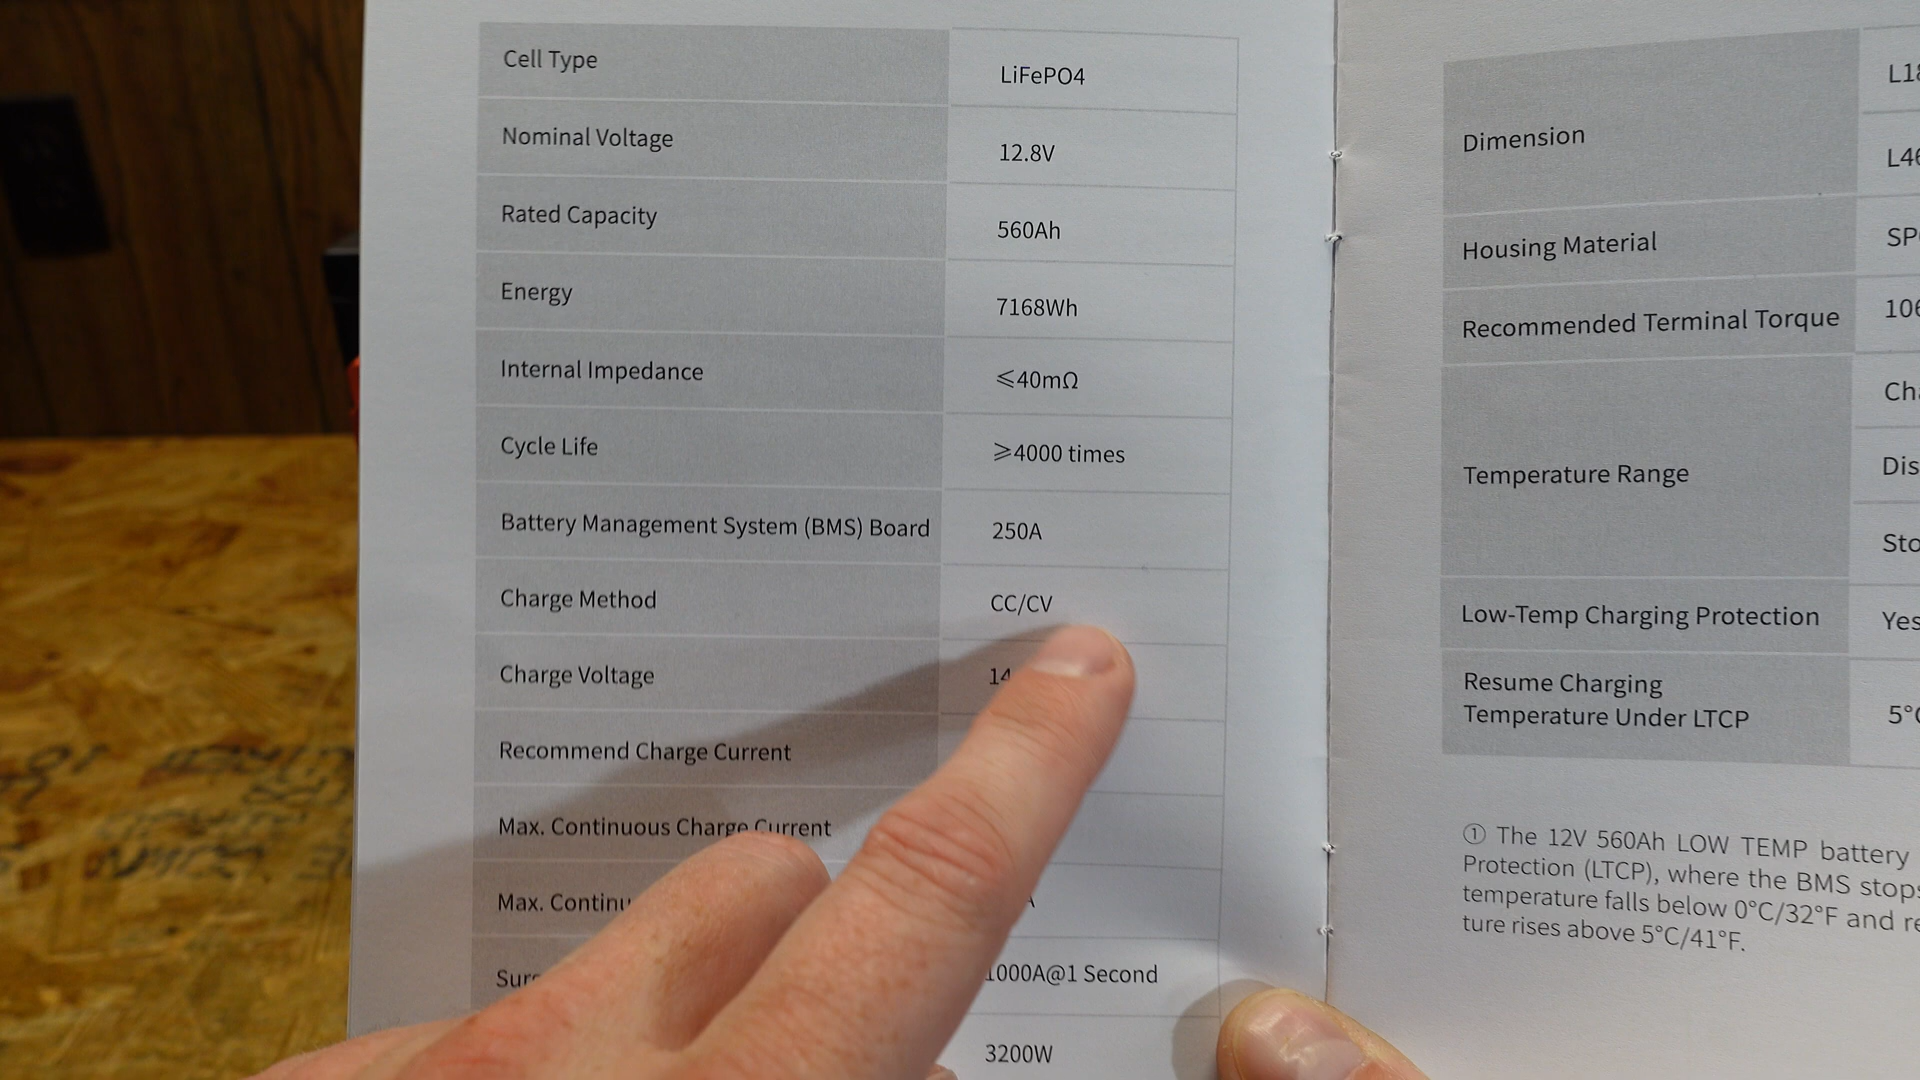 Cell Type
LiFePO4
Nominal Voltage
12.8V
Rated Capacity
560Ah
Energy
7168Wh
Internal Impedance
⩽40mΩ
Cycle Life
⩾4000 times
Battery Management System (BMS) Board
250A
Charge Method
CC/CV
Charge Voltage
Recommend Charge Current
Max. Continuous Charge Current
Max.
1000A@1 Second
3200W
Dimension
Housing Material
Recommended Terminal Torque
Temperature Range
Low-Temp Charging Protection
Yes
Resume Charging
Temperature Under LTCP
① The 12V 560Ah LOW TEMP battery
Protection (LTCP), where the BMS stops
temperature falls below 0°C/32°F and
ture rises above 5°C/41°F.